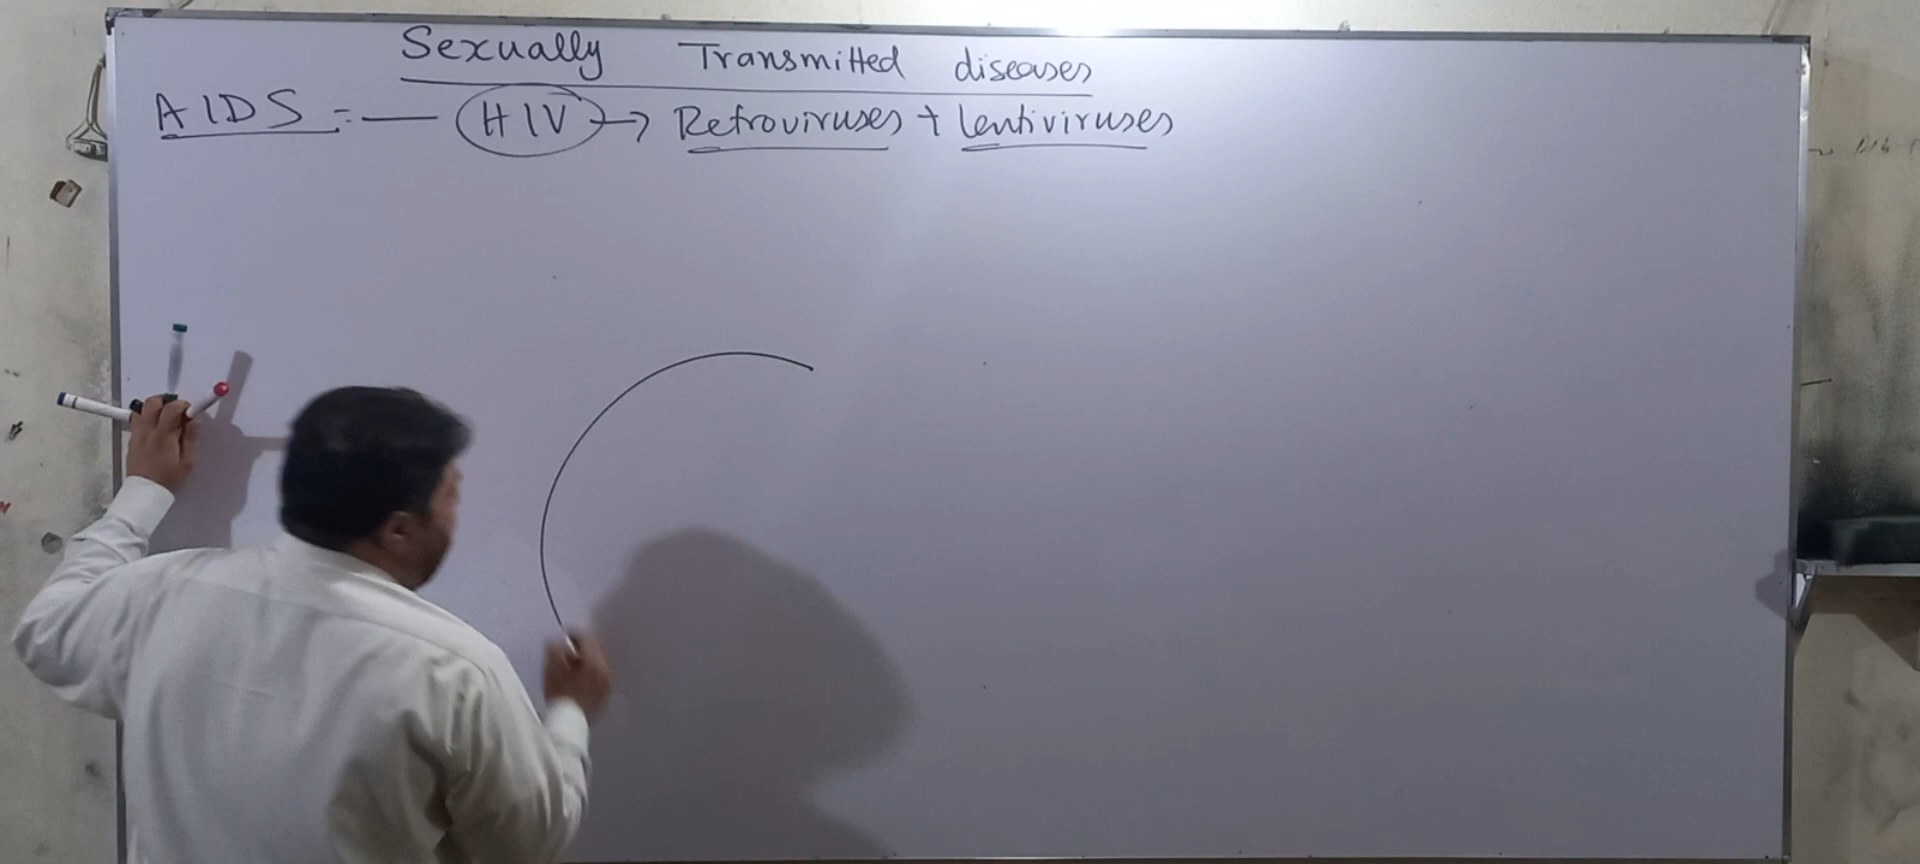 Sexually Transmitted diseases
AIDS :— HIV → Retroviruses + lentiviruses